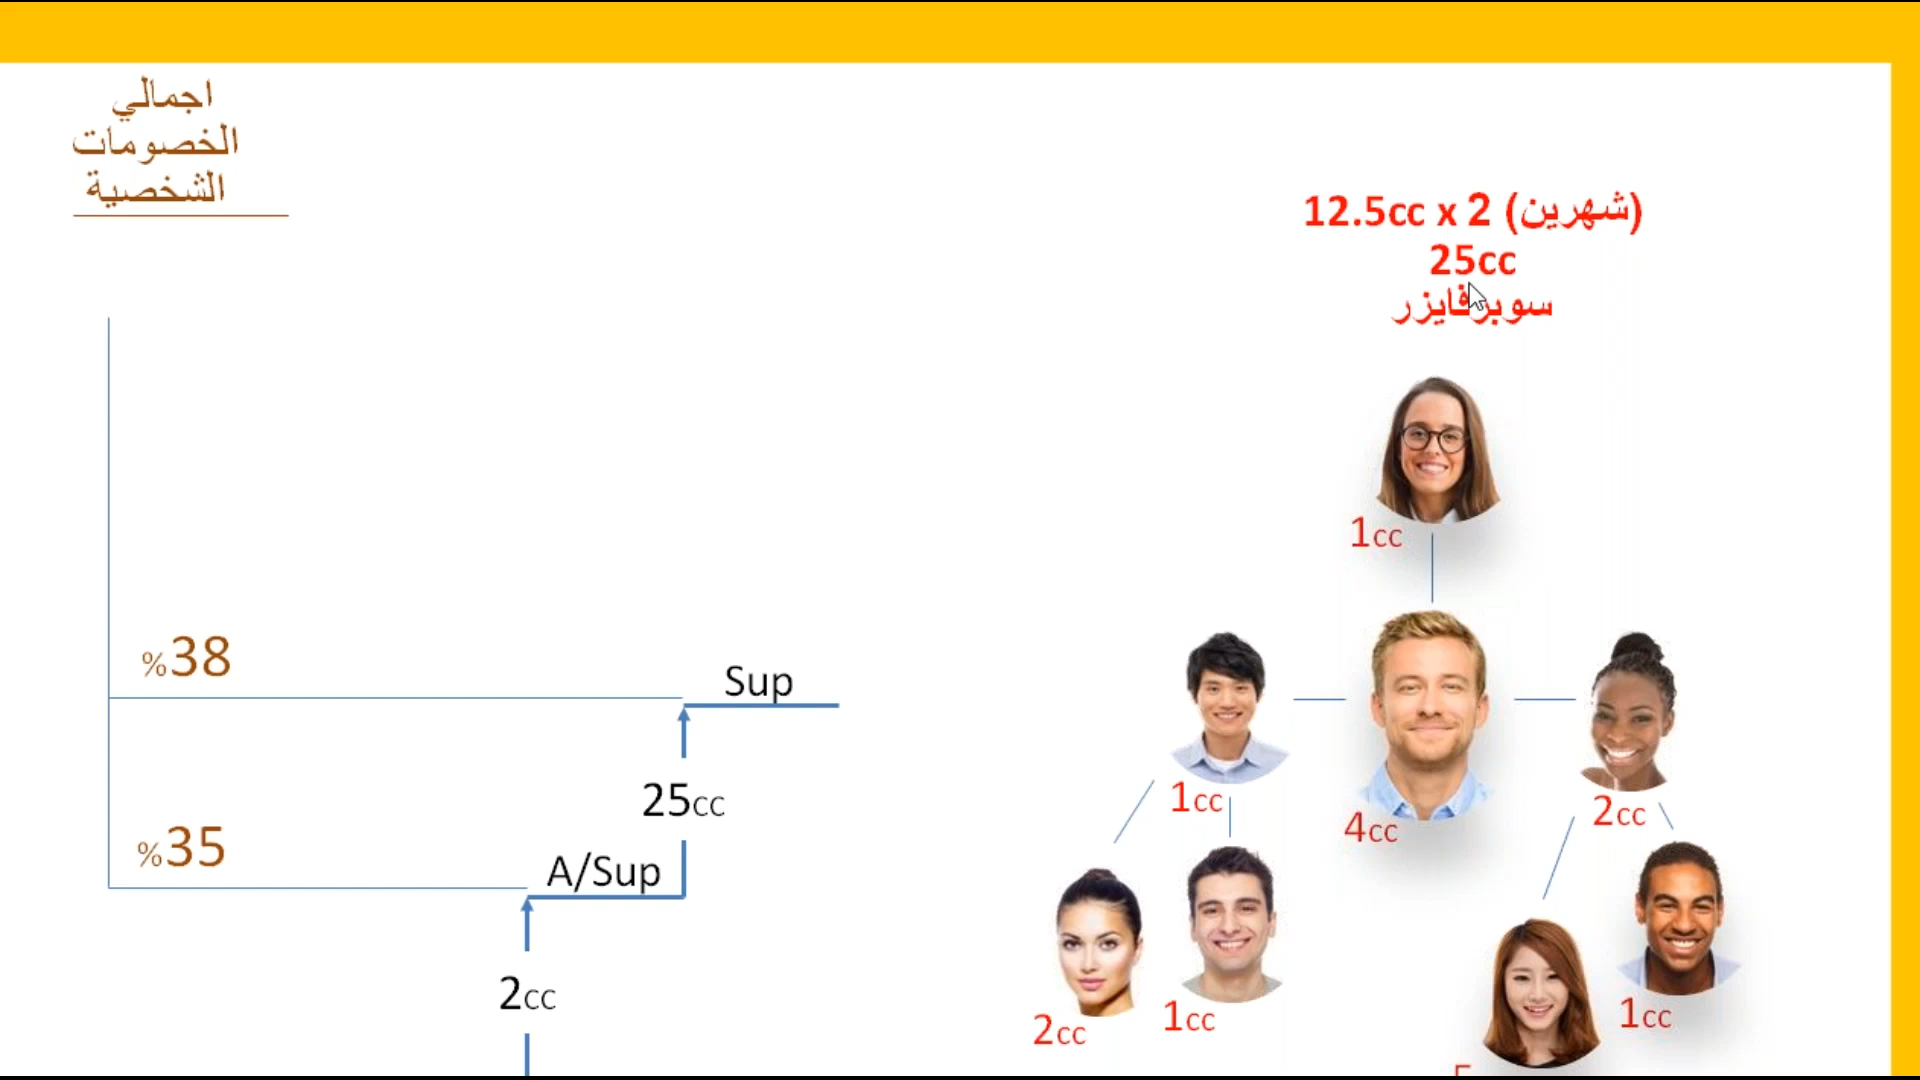 اجمالي
الخصومات
الشخصية
12.5cc x 2 (شهرين)
25cc
سوبرفايزر
1cc
%38
Sup
1cc
4cc
2cc
25cc
%35
A/Sup
2cc
2cc
1cc
1cc